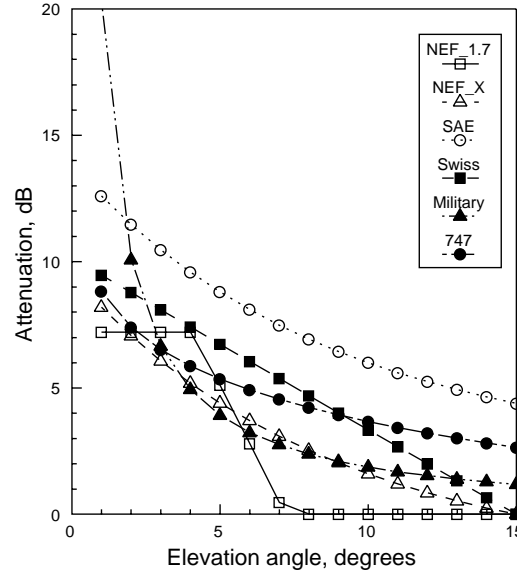 20
15
10
5
0
0
5
10
15
Attenuation, dB
Elevation angle, degrees
NEF_1.7
NEF_X
SAE
Swiss
Military
747